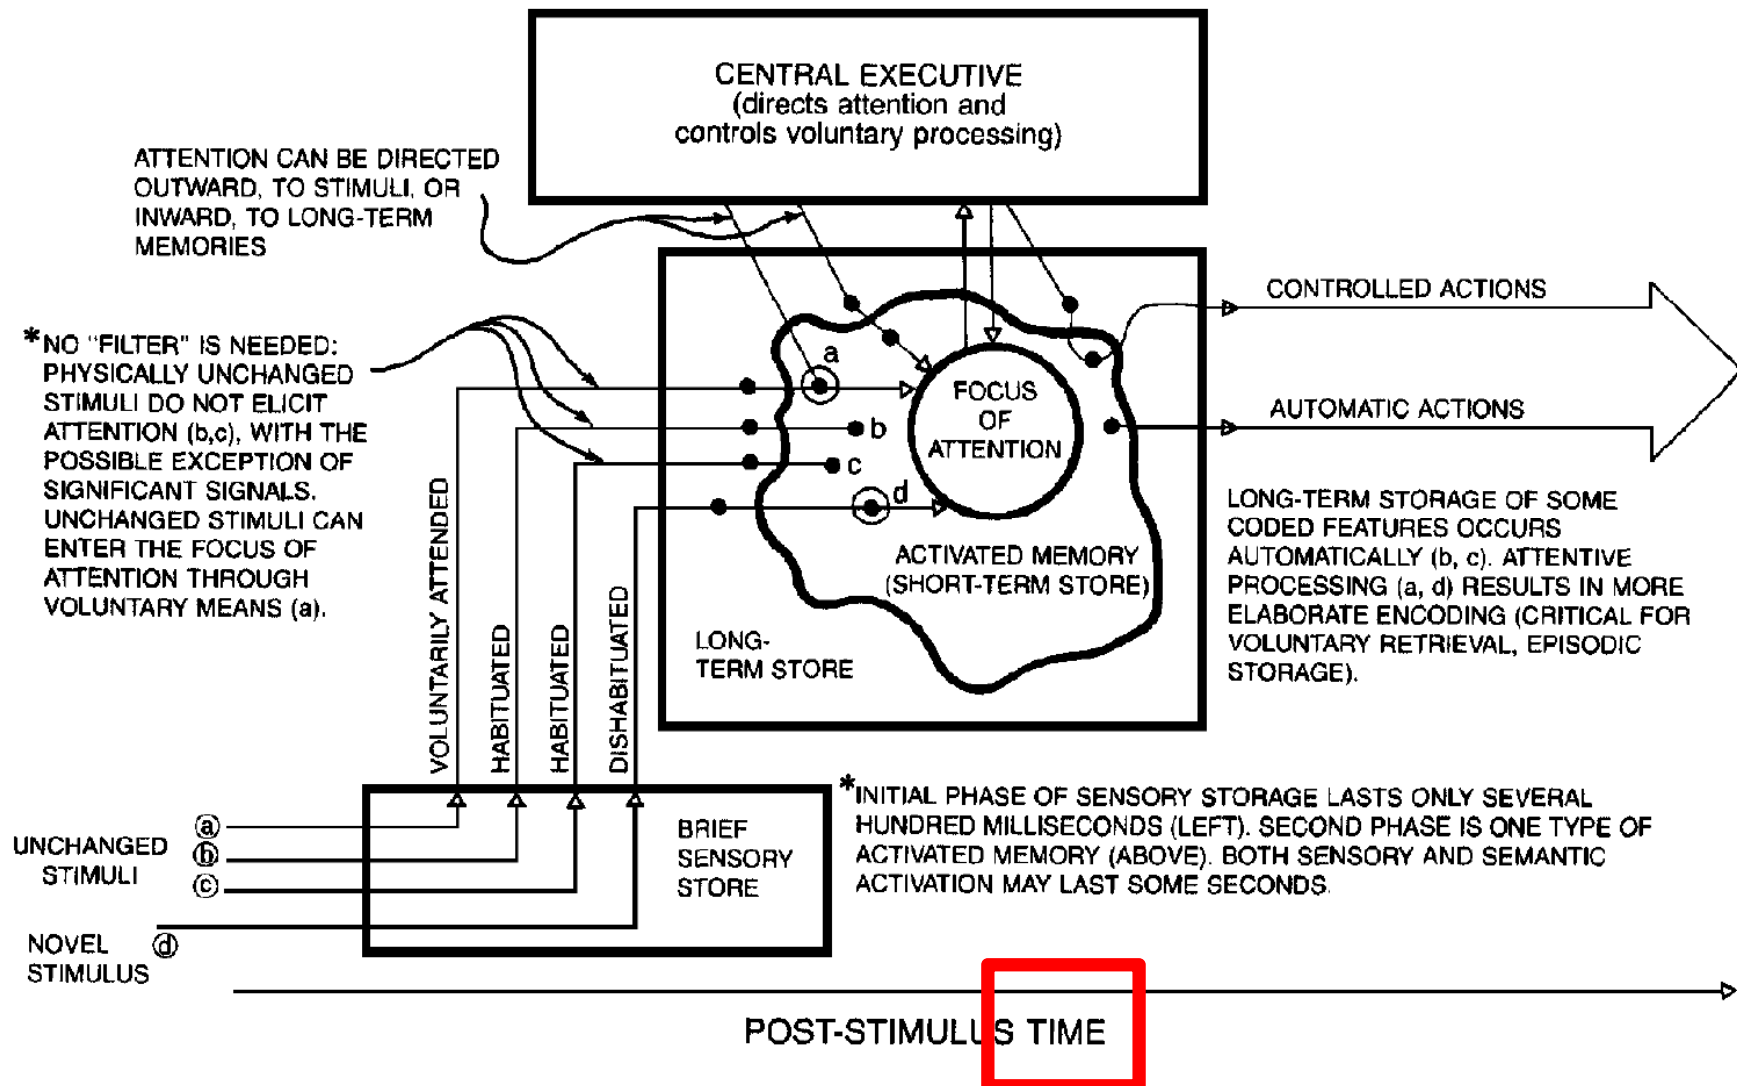 CENTRAL EXECUTIVE
(directs attention and
controls voluntary processing)
ATTENTION CAN BE DIRECTED
OUTWARD, TO STIMULI, OR
INWARD, TO LONG-TERM
MEMORIES
*NO "FILTER" IS NEEDED:
PHYSICALLY UNCHANGED
STIMULI DO NOT ELICIT
ATTENTION (b,c), WITH THE
POSSIBLE EXCEPTION OF
SIGNIFICANT SIGNALS.
UNCHANGED STIMULI CAN
ENTER THE FOCUS OF
ATTENTION THROUGH
VOLUNTARY MEANS (a).
a
b
c
d
FOCUS
OF
ATTENTION
ACTIVATED MEMORY
(SHORT-TERM STORE)
LONG-
TERM STORE
CONTROLLED ACTIONS
AUTOMATIC ACTIONS
LONG-TERM STORAGE OF SOME
CODED FEATURES OCCURS
AUTOMATICALLY (b, c). ATTENTIVE
PROCESSING (a, d) RESULTS IN MORE
ELABORATE ENCODING (CRITICAL FOR
VOLUNTARY RETRIEVAL, EPISODIC
STORAGE).
VOLUNTARILY ATTENDED
HABITUATED
HABITUATED
DISHABITUATED
UNCHANGED
STIMULI
a
b
c
NOVEL
STIMULUS
d
BRIEF
SENSORY
STORE
*INITIAL PHASE OF SENSORY STORAGE LASTS ONLY SEVERAL
HUNDRED MILLISECONDS (LEFT). SECOND PHASE IS ONE TYPE OF
ACTIVATED MEMORY (ABOVE). BOTH SENSORY AND SEMANTIC
ACTIVATION MAY LAST SOME SECONDS.
POST-STIMULUS TIME